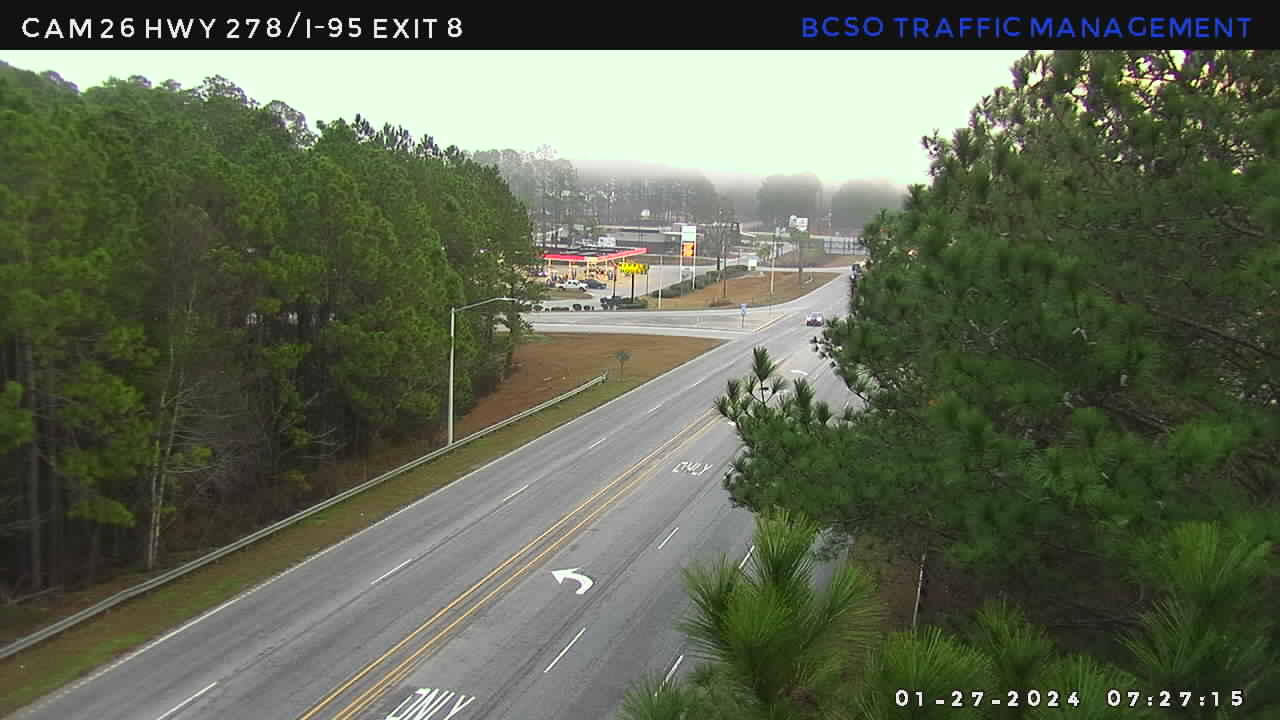 CAM 26 HWY 278/I-95 EXIT 8
BCSO TRAFFIC MANAGEMENT
ONLY
ONLY
01-27-2024 07:27:15